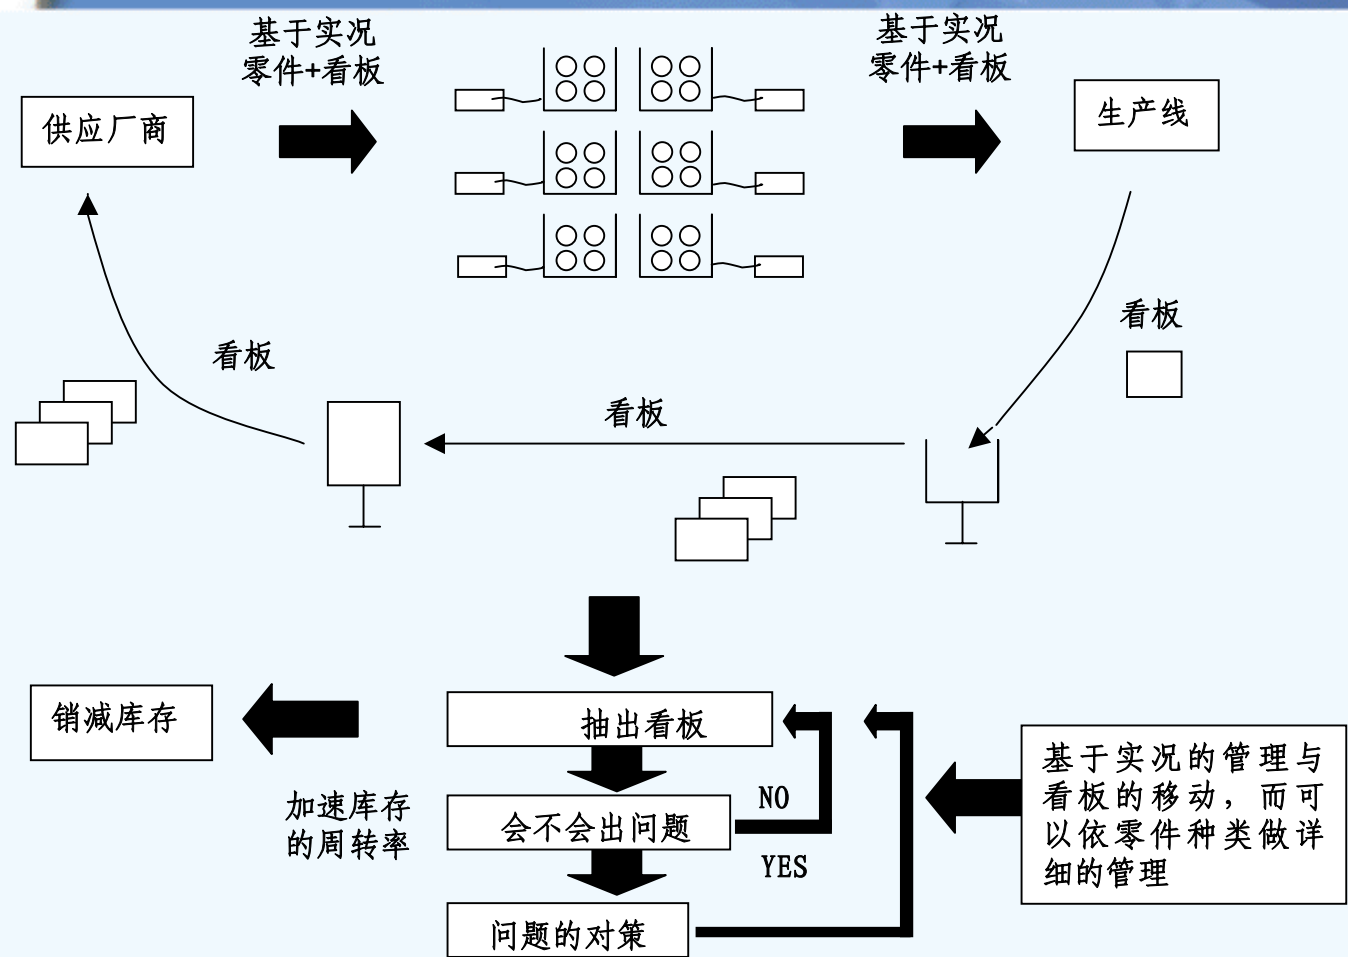 基于实况
零件+看板
基于实况
零件+看板
供应厂商
生产线
看板
看板
看板
抽出看板
销减库存
加速库存
的周转率
会不会出问题
NO
YES
问题的对策
基于实况的管理与
看板的移动，而可
以依零件种类做详
细的管理